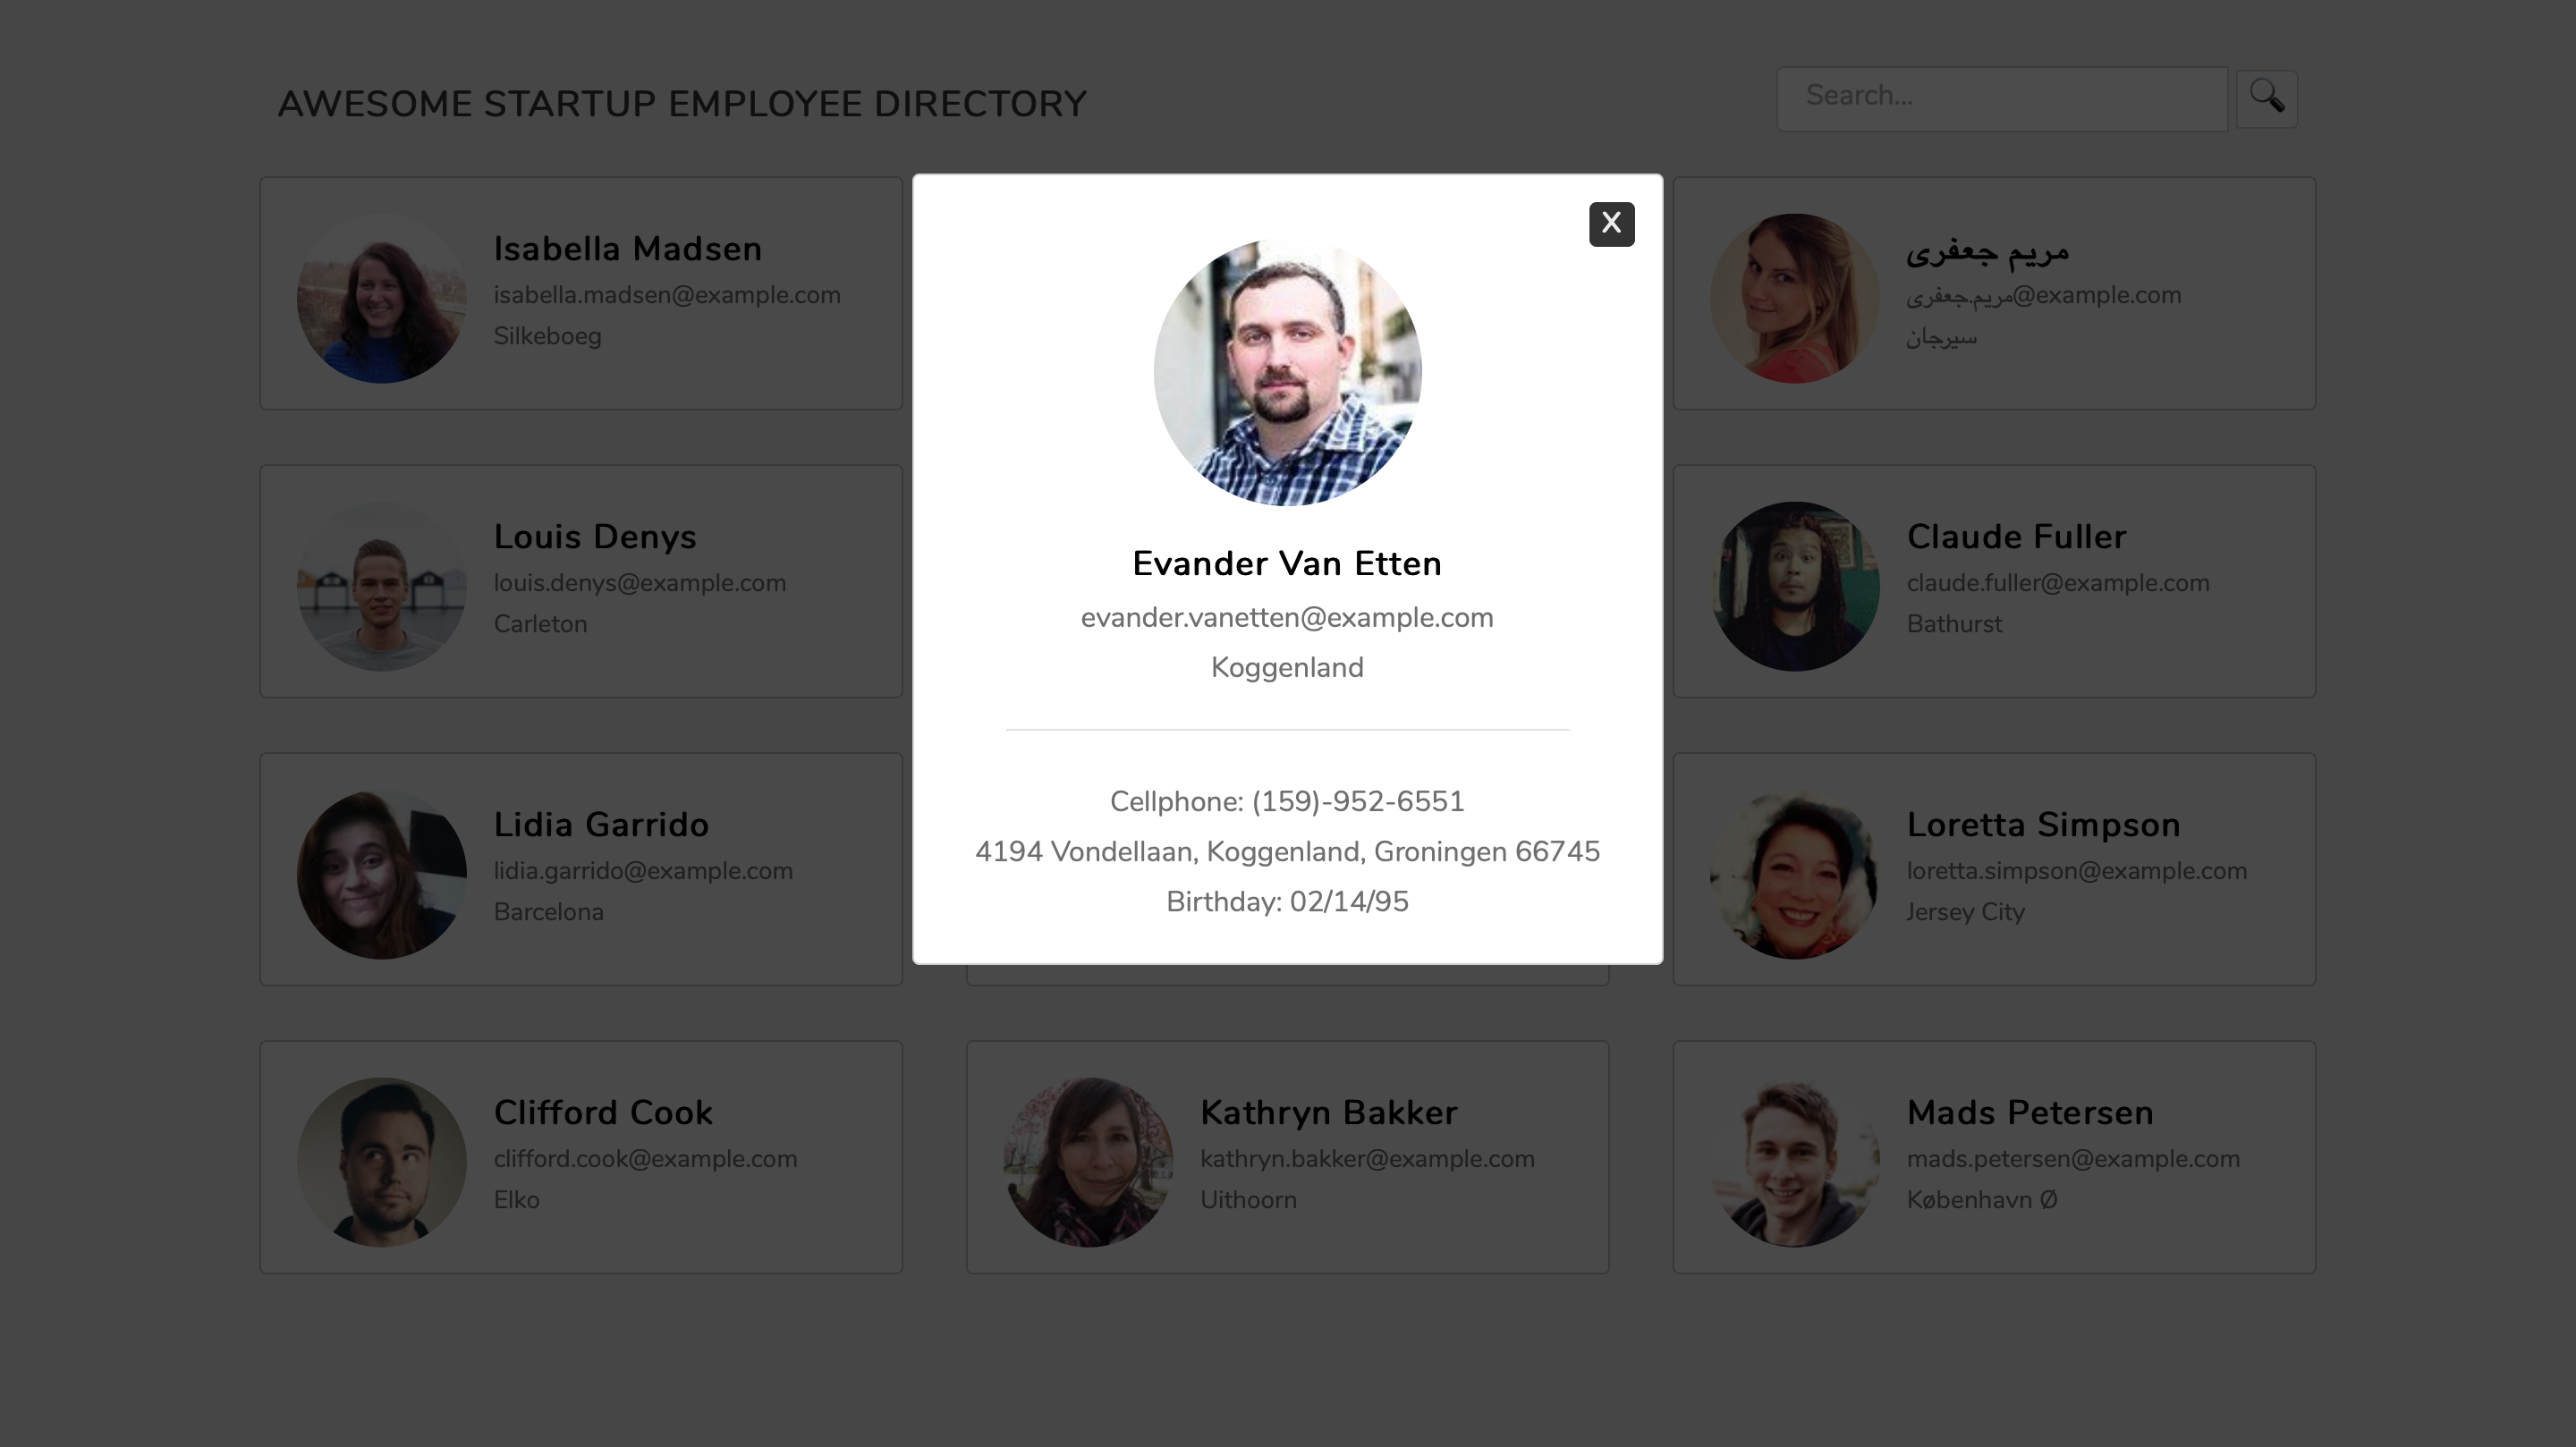 AWESOME STARTUP EMPLOYEE DIRECTORY
Search...
Isabella Madsen
isabella.madsen@example.com
Silkeboeg
X
Evander Van Etten
evander.vanetten@example.com
Koggenland
Cellphone: (159)-952-6551
4194 Vondellaan, Koggenland, Groningen 66745
Birthday: 02/14/95
مریم جعفری
مریم.جعفری@example.com
سیرجان
Louis Denys
louis.denys@example.com
Carleton
Claude Fuller
claude.fuller@example.com
Bathurst
Lidia Garrido
lidia.garrido@example.com
Barcelona
Loretta Simpson
loretta.simpson@example.com
Jersey City
Clifford Cook
clifford.cook@example.com
Elko
Kathryn Bakker
kathryn.bakker@example.com
Uithoorn
Mads Petersen
mads.petersen@example.com
København Ø